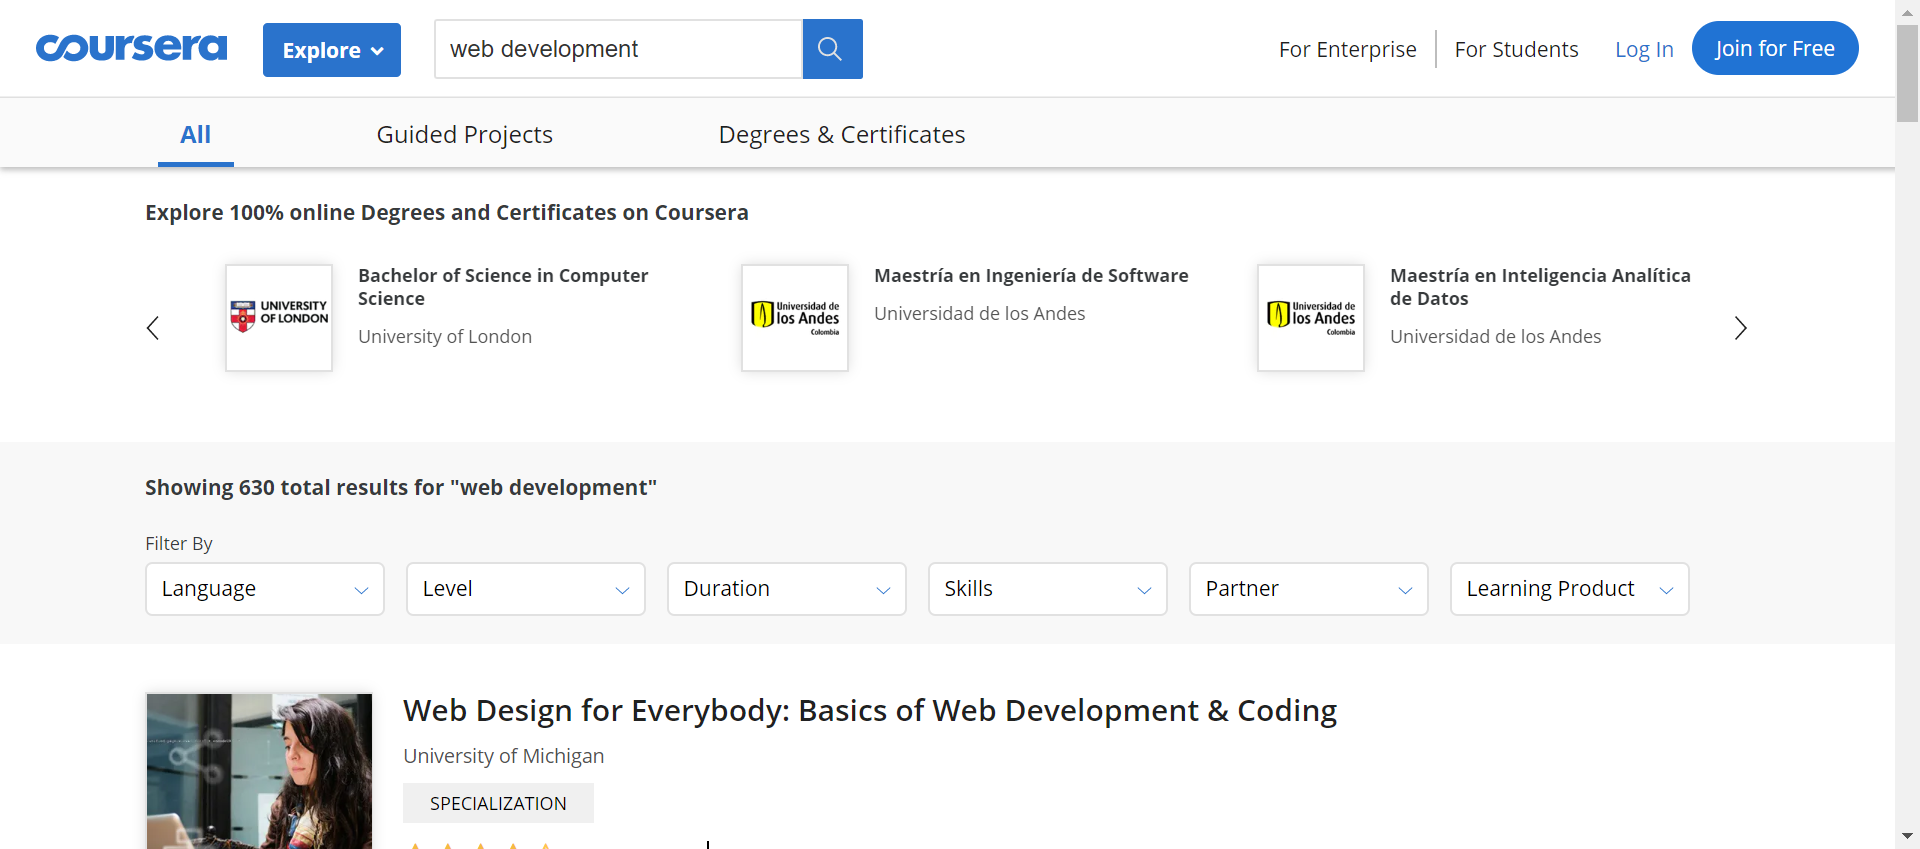 coursera
Explore
web development
For Enterprise
For Students
Log In
Join for Free
All
Guided Projects
Degrees & Certificates
Explore 100% online Degrees and Certificates on Coursera
UNIVERSITY
OF LONDON
Bachelor of Science in Computer
Science
University of London
Universidad de
los Andes
Colombia
Maestría en Ingeniería de Software
Universidad de los Andes
Universidad de
los Andes
Colombia
Maestría en Inteligencia Analítica
de Datos
Universidad de los Andes
Showing 630 total results for "web development"
Filter By
Language
Level
Duration
Skills
Partner
Learning Product
Web Design for Everybody: Basics of Web Development & Coding
University of Michigan
SPECIALIZATION